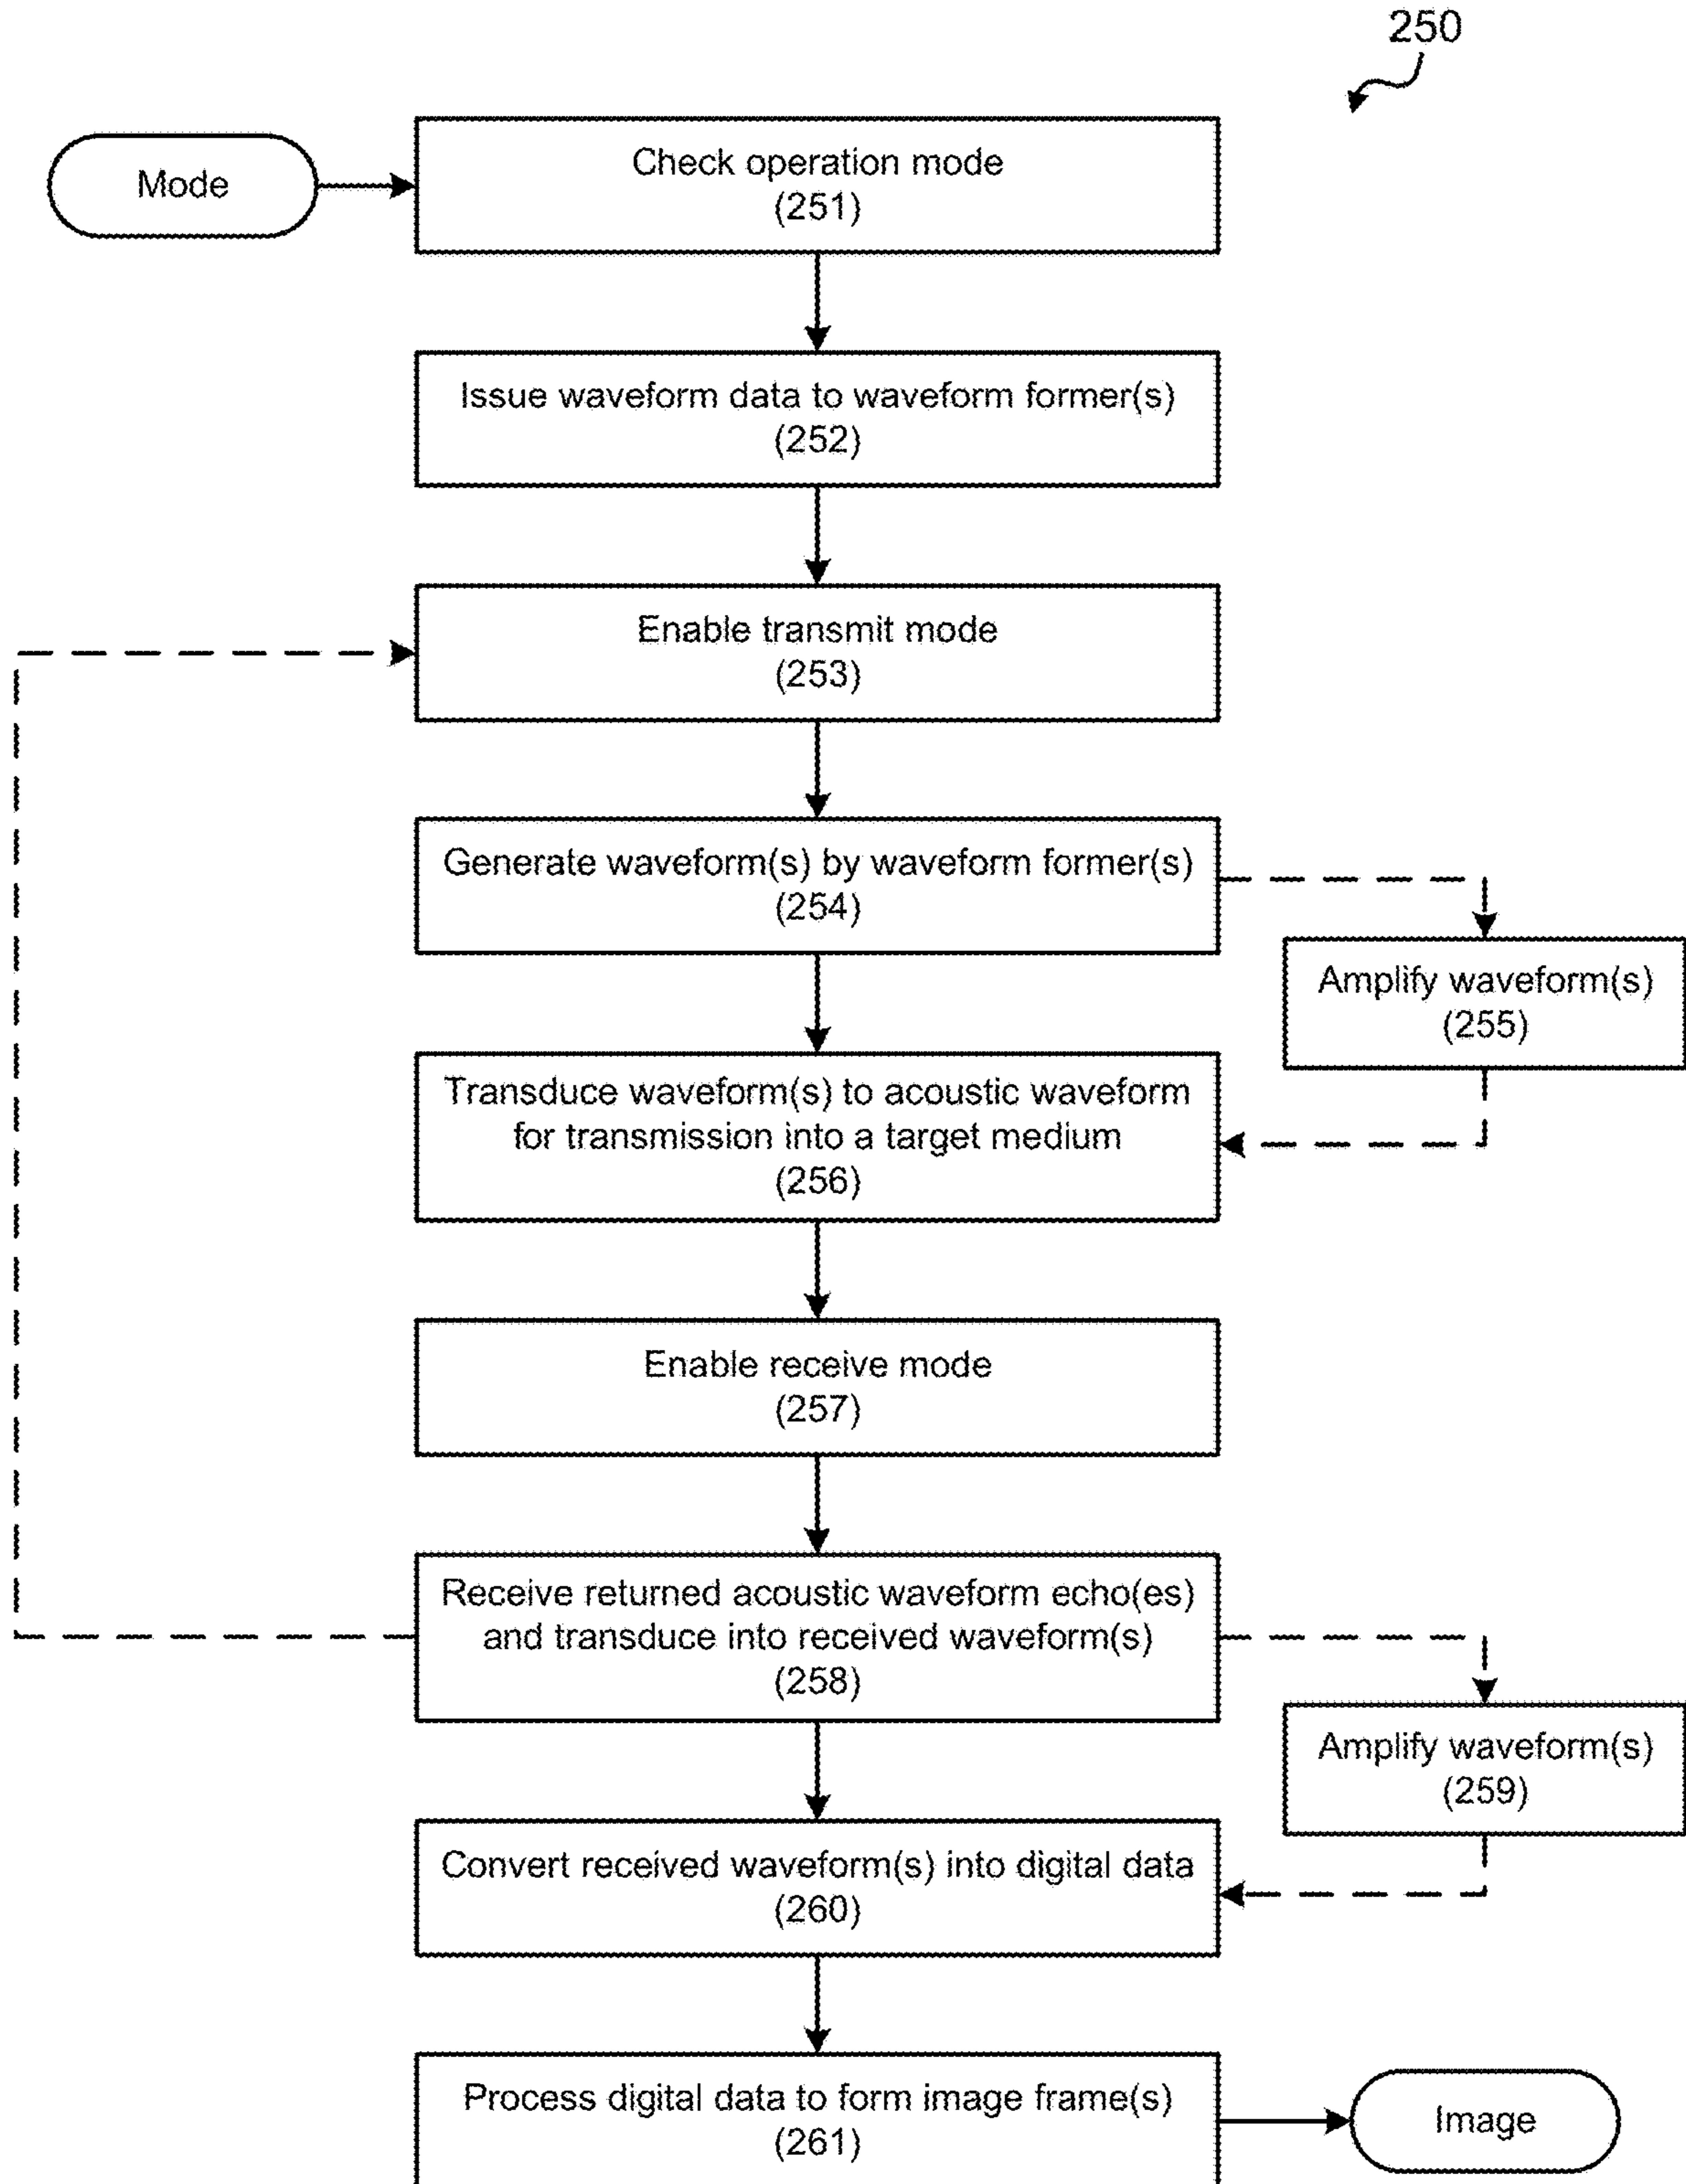 250
Mode
Check operation mode
(251)
Issue waveform data to waveform former(s)
(252)
Enable transmit mode
(253)
Generate waveform(s) by waveform former(s)
(254)
Amplify waveform(s)
(255)
Transduce waveform(s) to acoustic waveform
for transmission into a target medium
(256)
Enable receive mode
(257)
Receive returned acoustic waveform echo(es)
and transduce into received waveform(s)
(258)
Amplify waveform(s)
(259)
Convert received waveform(s) into digital data
(260)
Process digital data to form image frame(s)
(261)
Image